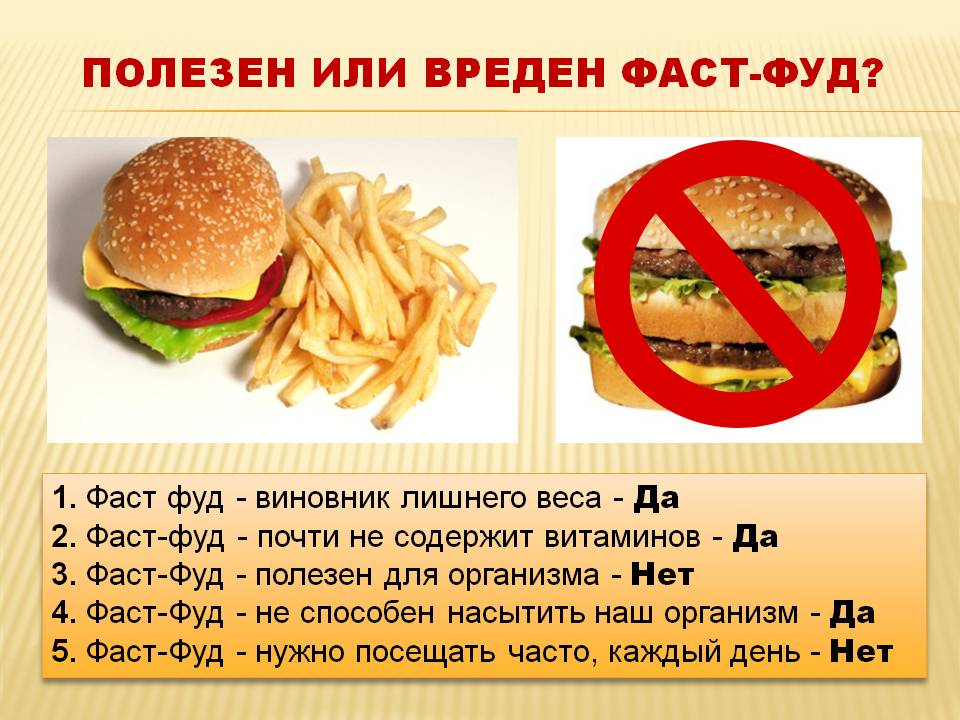 ПОЛЕЗЕН ИЛИ ВРЕДЕН ФАСТ-ФУД?
1. Фаст фуд - виновник лишнего веса - Да
2. Фаст-фуд - почти не содержит витаминов - Да
3. Фаст-Фуд - полезен для организма - Нет
4. Фаст-Фуд - не способен насытить наш организм - Да
5. Фаст-Фуд - нужно посещать часто, каждый день - Нет